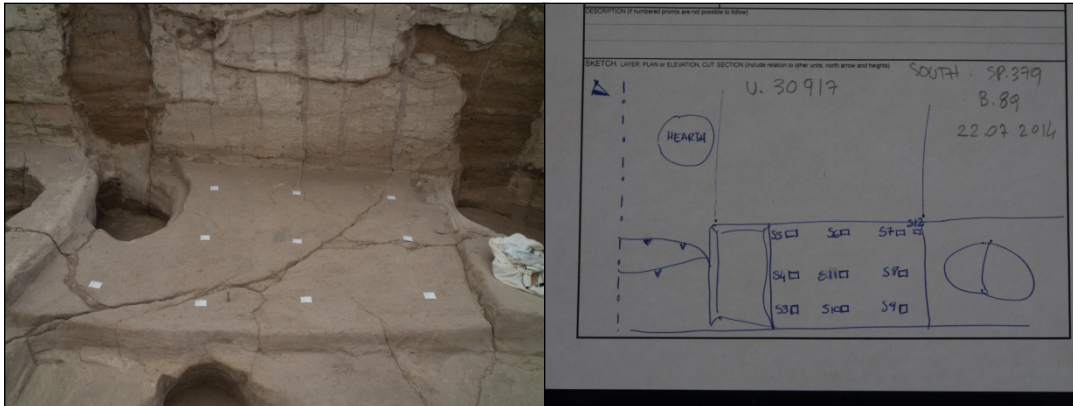 DESCRIPTION (if numbered promts are not possible to follow)
SKETCH: LAYER: PLAN or ELEVATION, CUT: SECTION (include relation to other units, north arrow and heights)
U. 30917
SOUTH. SP.379
B.89
22.07.2014
HEARTH
S12
S5 S6 S7
S4 S11 S8
S3 S10 S9